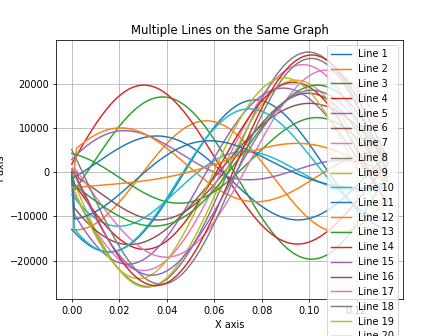 Multiple Lines on the Same Graph
20000
10000
0
−10000
−20000
0.00 0.02 0.04 0.06 0.08 0.10
X axis
Line 1
Line 2
Line 3
Line 4
Line 5
Line 6
Line 7
Line 8
Line 9
Line 10
Line 11
Line 12
Line 13
Line 14
Line 15
Line 16
Line 17
Line 18
Line 19
Line 20